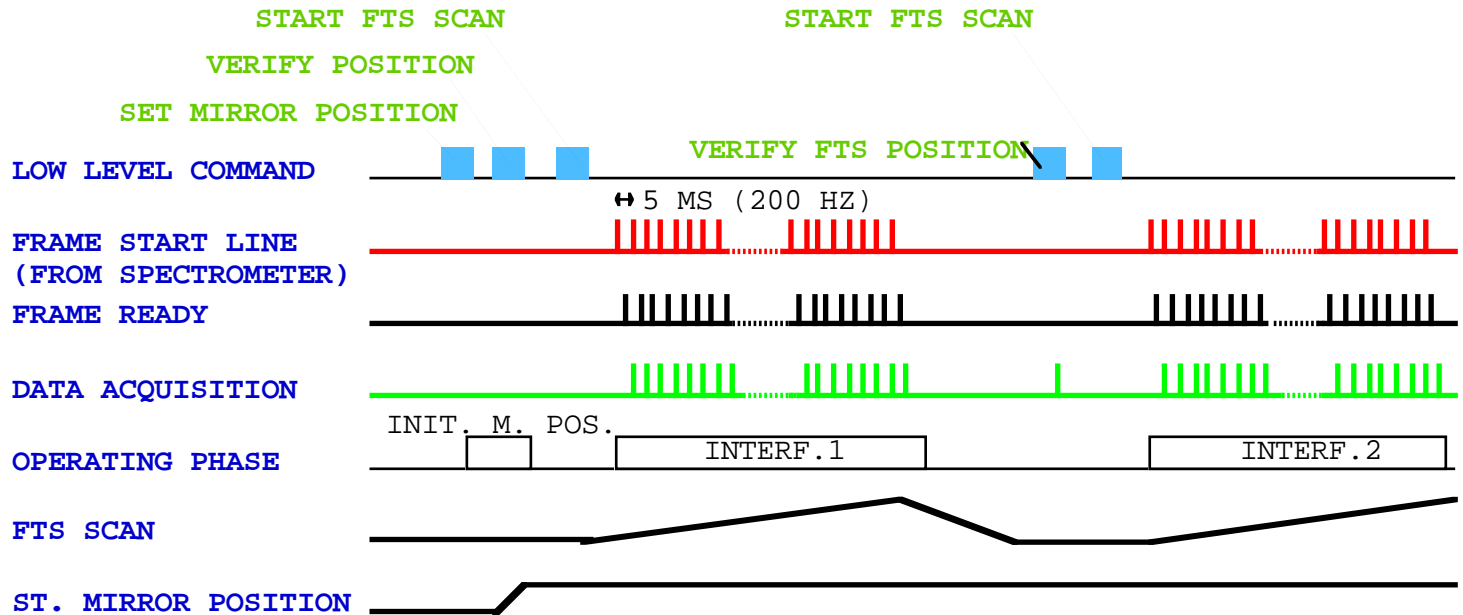 START FTS SCAN START FTS SCAN
VERIFY POSITION
SET MIRROR POSITION
VERIFY FTS POSITION
LOW LEVEL COMMAND
5 MS (200 HZ)
FRAME START LINE
(FROM SPECTROMETER)
FRAME READY
DATA ACQUISITION
INIT. M. POS.
OPERATING PHASE INTERF.1 INTERF.2
FTS SCAN
ST. MIRROR POSITION